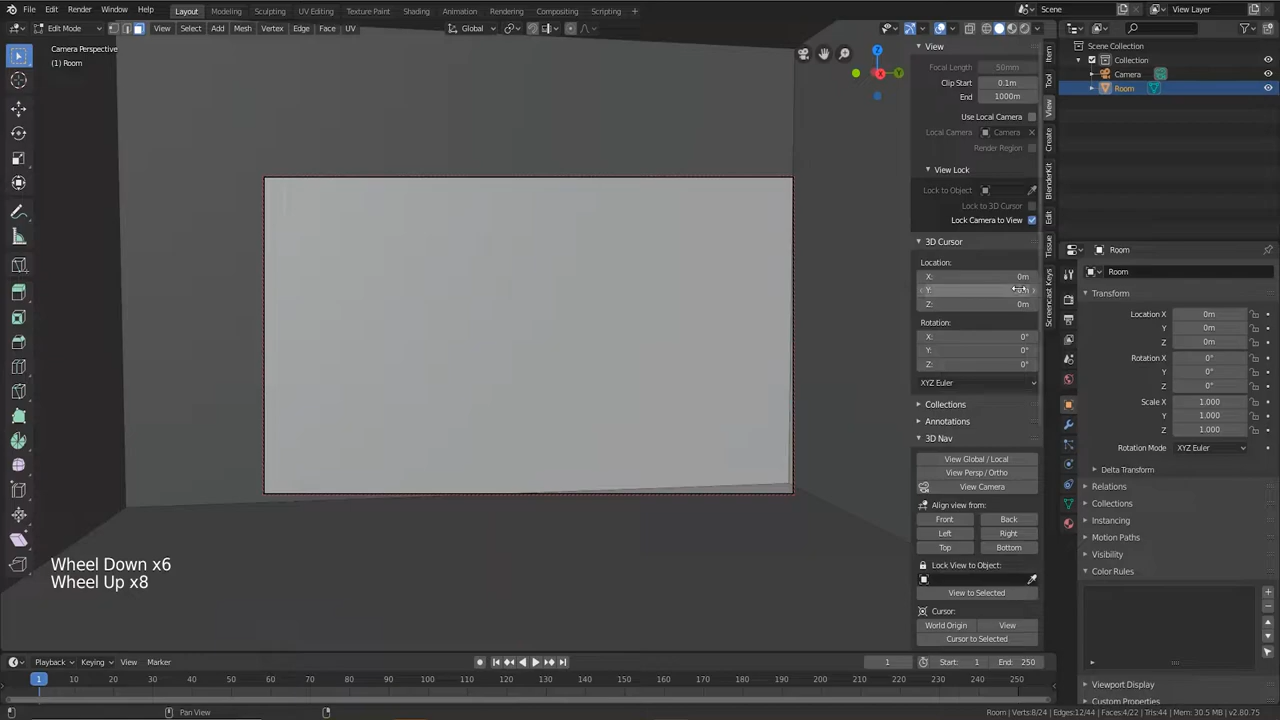 File Edit Render Window Help Layout Modeling Sculpting UV Editing Texture Paint Shading Animation Rendering Compositing Scripting + Scene View Layer
Edit Mode View Select Add Mesh Vertex Edge Face UV Global
Camera Perspective
(1) Room
View
Focal Length 50mm
Clip Start 0.1m
End 1000m
Use Local Camera
Local Camera Camera
Render Region
View Lock
Lock to Object
Lock to 3D Cursor
Lock Camera to View
3D Cursor
Location:
X: 0m
Y:
Z: 0m
Rotation:
X: 0°
Y: 0°
Z: 0°
XYZ Euler
Collections
Annotations
3D Nav
View Global / Local
View Persp / Ortho
View Camera
Align view from:
Front Back
Left Right
Top Bottom
Lock View to Object:
View to Selected
Cursor:
World Origin View
Cursor to Selected
Item
Tool
View
Create
BlenderKit
Edit
Tissue
Screencast Keys
Scene Collection
Collection
Camera
Room
Room
Room
Transform
Location X 0m
Y 0m
Z 0m
Rotation X 0°
Y 0°
Z 0°
Scale X 1.000
Y 1.000
Z 1.000
Rotation Mode XYZ Euler
Delta Transform
Relations
Collections
Instancing
Motion Paths
Visibility
Color Rules
Viewport Display
Custom Properties
Wheel Down x6
Wheel Up x8
Playback Keying View Marker 1 Start: 1 End: 250
1 10 20 30 40 50 60 70 80 90 100 110 120 130 140 150 160 170 180 190 200 210 220 230 240 250
Pan View Room | Verts:8/24 | Edges:12/44 | Faces:4/22 | Tris:44 | Mem: 30.5 MB | v2.80.75